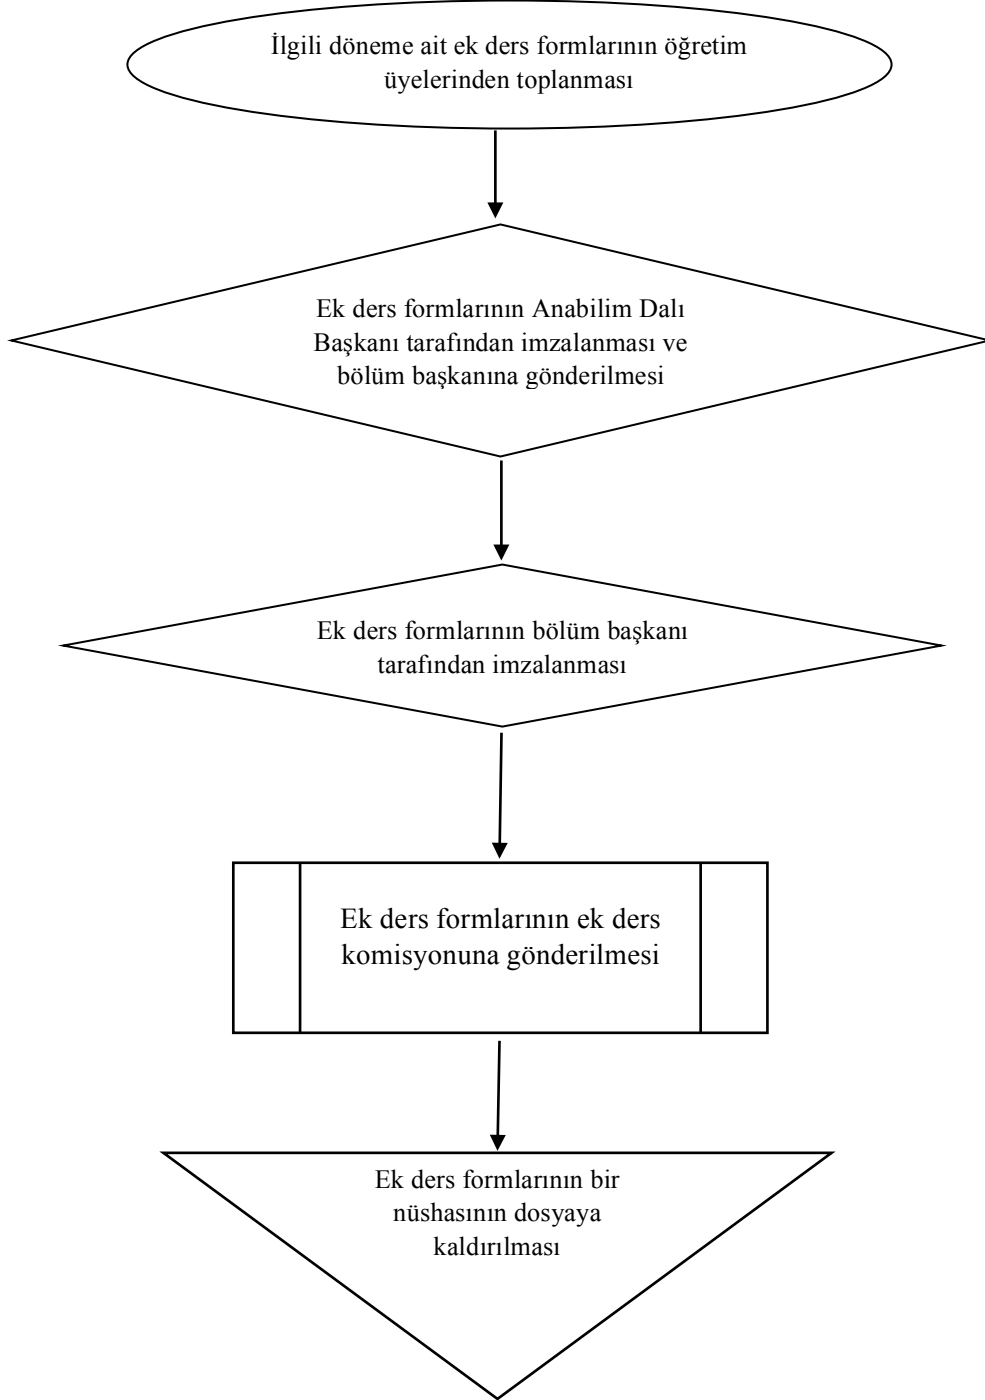 İlgili döneme ait ek ders formlarının öğretim
üyelerinden toplanması
Ek ders formlarının Anabilim Dalı
Başkanı tarafından imzalanması ve
bölüm başkanına gönderilmesi
Ek ders formlarının bölüm başkanı
tarafından imzalanması
Ek ders formlarının ek ders
komisyonuna gönderilmesi
Ek ders formlarının bir
nüshasının dosyaya
kaldırılması